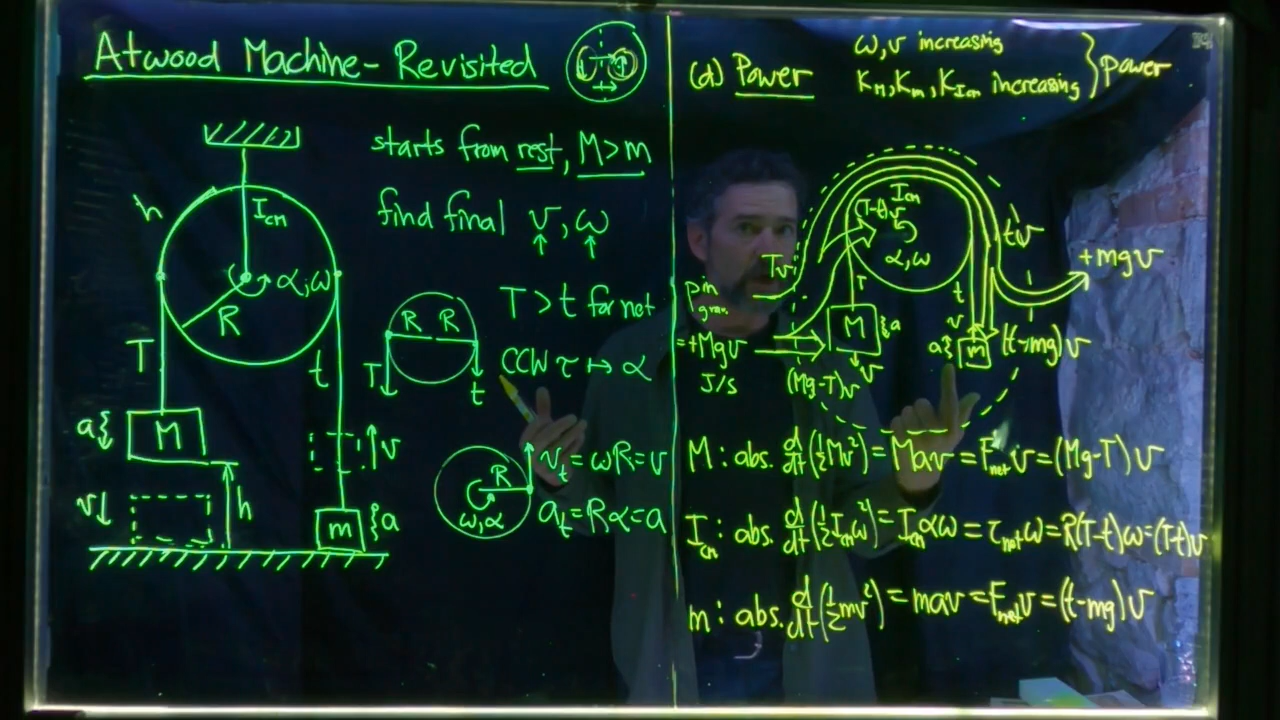 Atwood Machine - Revisited
starts from rest, M>m
find final v, ω
h
I_cm
α, ω
R
T
t
a
M
v
h
v
m
a
R R
T
t
T > t for net
CCW τ ↦ α
R
ω, α
v_t = ωR = v
a_t = Rα = a
(d) Power
ω, v increasing
K_M, K_m, K_Icm increasing } Power
I_cm
(T-t)v
α, ω
tv
Tv
+mgv
P^in_grav.
= +Mgv
J/s
T
M
a
v
(Mg-T)v
t
v
a
m
(t-mg)v
M : abs. d/dt(½Mv²) = Mav = F_net v = (Mg-T)v
I_cm : abs. d/dt(½I_cm ω²) = I_cm αω = τ_net ω = R(T-t)ω = (T-t)v
m : abs. d/dt(½mv²) = mav = F_net v = (t-mg)v